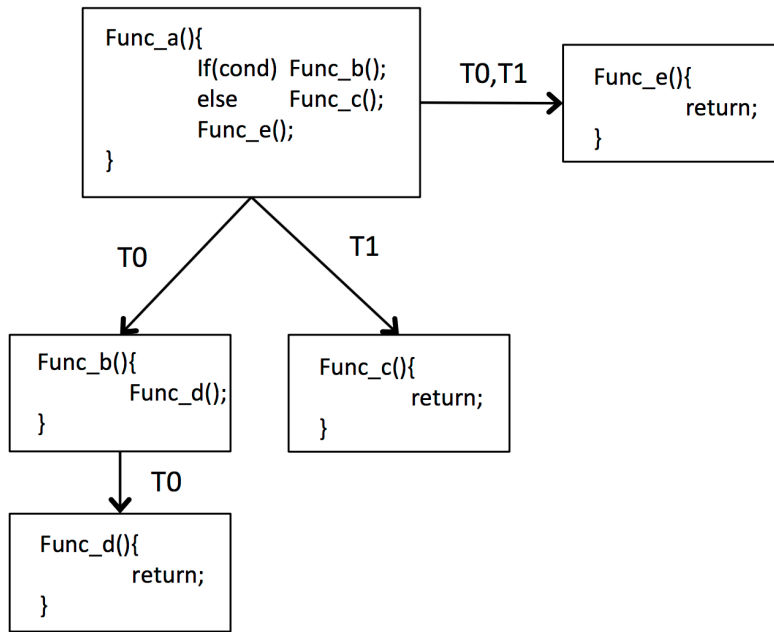 Func_a(){
If(cond) Func_b();
else Func_c();
Func_e();
}
T0,T1
Func_e(){
return;
}
T0
T1
Func_b(){
Func_d();
}
Func_c(){
return;
}
T0
Func_d(){
return;
}